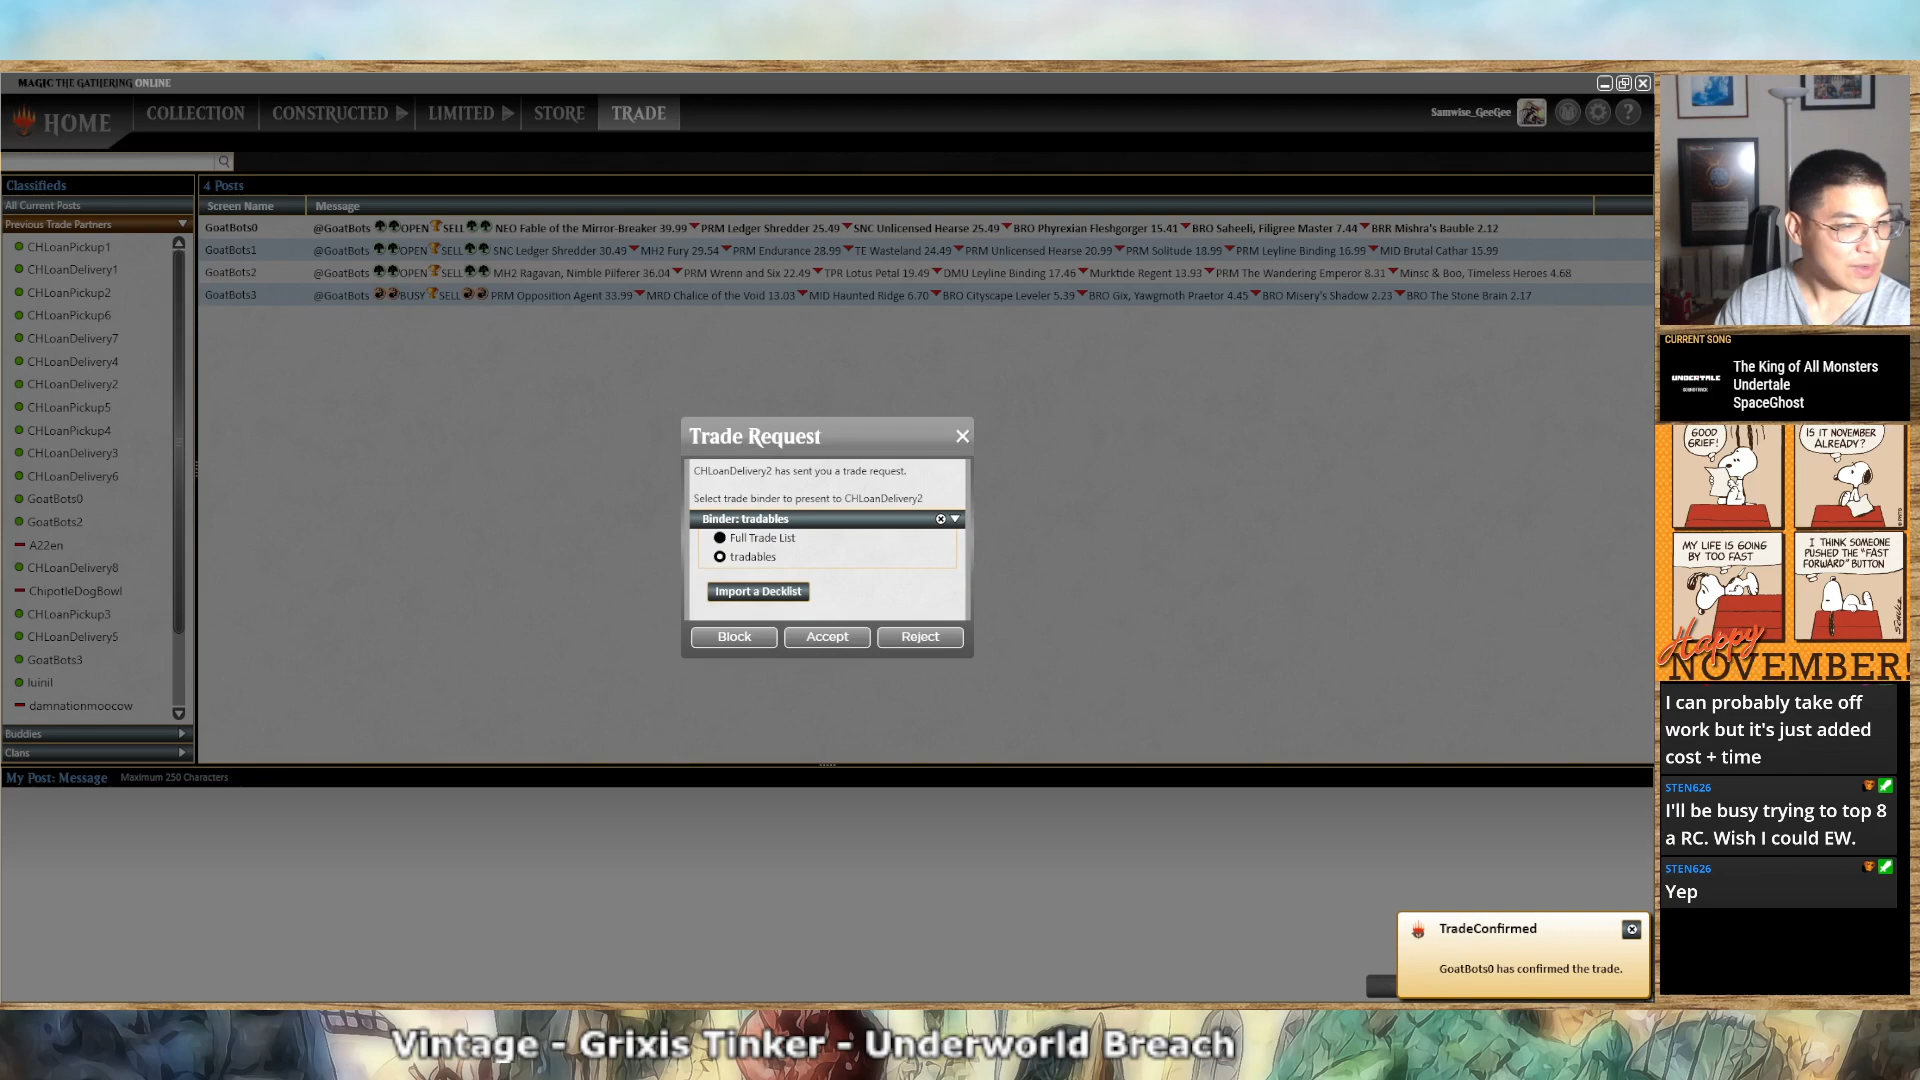 MAGIC THE GATHERING ONLINE
HOME
COLLECTION
CONSTRUCTED
LIMITED
STORE
TRADE
Samwise_GeeGee
Classifieds
All Current Posts
Previous Trade Partners
CHLoanPickup1
CHLoanDelivery1
CHLoanPickup2
CHLoanPickup6
CHLoanDelivery7
CHLoanDelivery4
CHLoanDelivery2
CHLoanPickup5
CHLoanPickup4
CHLoanDelivery3
CHLoanDelivery6
GoatBots0
GoatBots2
A22en
CHLoanDelivery8
ChipotleDogBowl
CHLoanPickup3
CHLoanDelivery5
GoatBots3
luinil
damnationmoocow
Buddies
Clans
4 Posts
Screen Name Message
GoatBots0 @GoatBots OPEN SELL NEO Fable of the Mirror-Breaker 39.99 PRM Ledger Shredder 25.49 SNC Unlicensed Hearse 25.49 BRO Phyrexian Fleshgorger 15.41 BRO Saheeli, Filigree Master 7.44 BRR Mishra's Bauble 2.12
GoatBots1 @GoatBots OPEN SELL SNC Ledger Shredder 30.49 MH2 Fury 29.54 PRM Endurance 28.99 TE Wasteland 24.49 PRM Unlicensed Hearse 20.99 PRM Solitude 18.99 PRM Leyline Binding 16.99 MID Brutal Cathar 15.99
GoatBots2 @GoatBots OPEN SELL MH2 Ragavan, Nimble Pilferer 36.04 PRM Wrenn and Six 22.49 TPR Lotus Petal 19.49 DMU Leyline Binding 17.46 Murktide Regent 13.93 PRM The Wandering Emperor 8.31 Minsc & Boo, Timeless Heroes 4.68
GoatBots3 @GoatBots BUSY SELL PRM Opposition Agent 33.99 MRD Chalice of the Void 13.03 MID Haunted Ridge 6.70 BRO Cityscape Leveler 5.39 BRO Gix, Yawgmoth Praetor 4.45 BRO Misery's Shadow 2.23 BRO The Stone Brain 2.17
Trade Request
CHLoanDelivery2 has sent you a trade request.
Select trade binder to present to CHLoanDelivery2
Binder: tradables
Full Trade List
tradables
Import a Decklist
Block
Accept
Reject
My Post: Message Maximum 250 Characters
TradeConfirmed
GoatBots0 has confirmed the trade.
CURRENT SONG
UNDERTALE
SOUNDTRACK
The King of All Monsters
Undertale
SpaceGhost
GOOD
GRIEF!
IS IT NOVEMBER
ALREADY?
MY LIFE IS GOING
BY TOO FAST
I THINK SOMEONE
PUSHED THE "FAST
FORWARD" BUTTON
SCHULZ
Happy
NOVEMBER!
I can probably take off
work but it's just added
cost + time
STEN626
I'll be busy trying to top 8
a RC. Wish I could EW.
STEN626
Yep
Vintage - Grixis Tinker - Underworld Breach